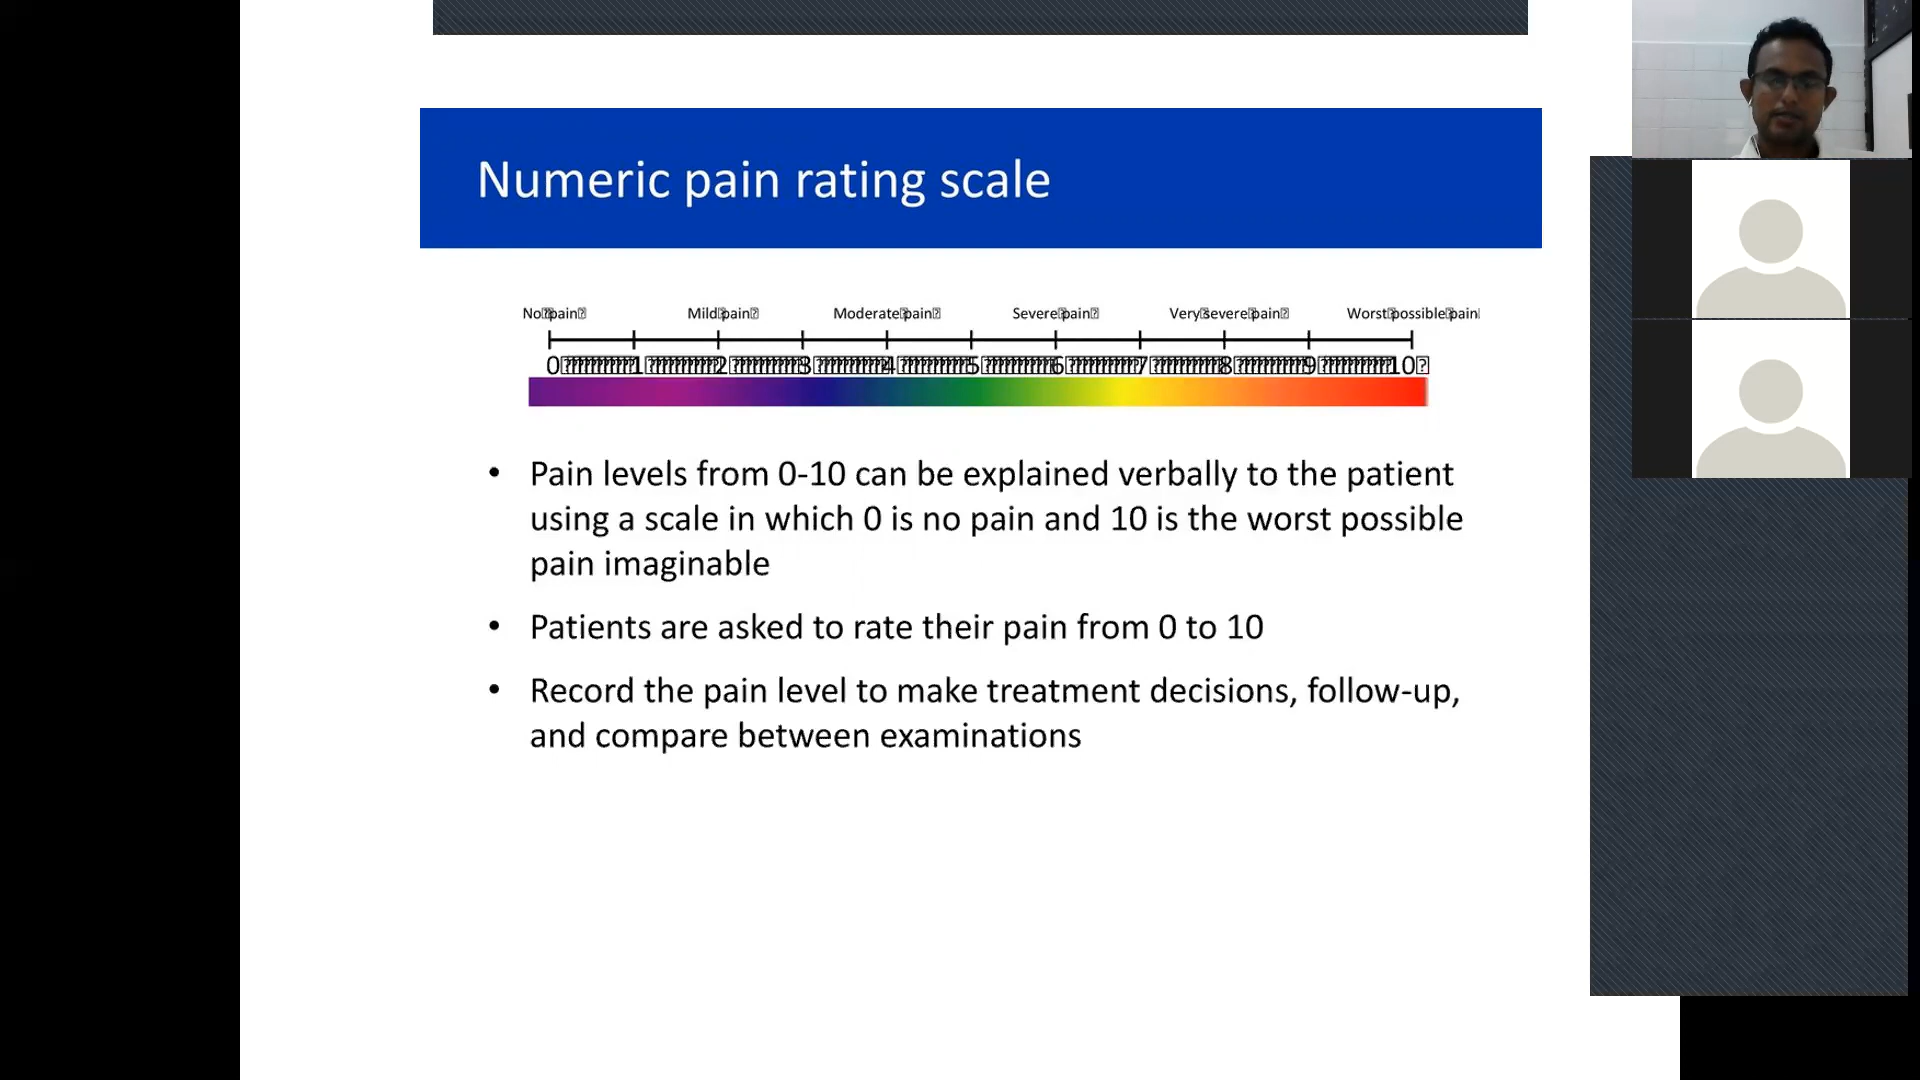 Numeric pain rating scale
No pain Mild pain Moderate pain Severe pain Very severe pain Worst possible pain
0 1 2 3 4 5 6 7 8 9 10
• Pain levels from 0-10 can be explained verbally to the patient
using a scale in which 0 is no pain and 10 is the worst possible
pain imaginable
• Patients are asked to rate their pain from 0 to 10
• Record the pain level to make treatment decisions, follow-up,
and compare between examinations